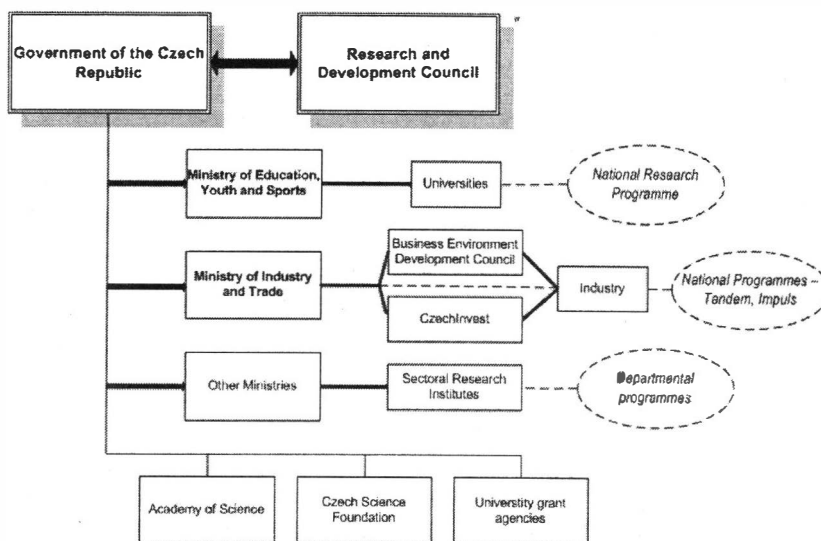 Government of the Czech
Republic
Research and
Development Council
Ministry of Education,
Youth and Sports
Universities
National Research
Programme
Business Environment
Development Council
Ministry of Industry
and Trade
Industry
National Programmes –
Tandem, Impuls
CzechInvest
Other Ministries
Sectoral Research
Institutes
Departmental
programmes
Academy of Science
Czech Science
Foundation
Universtity grant
agencies